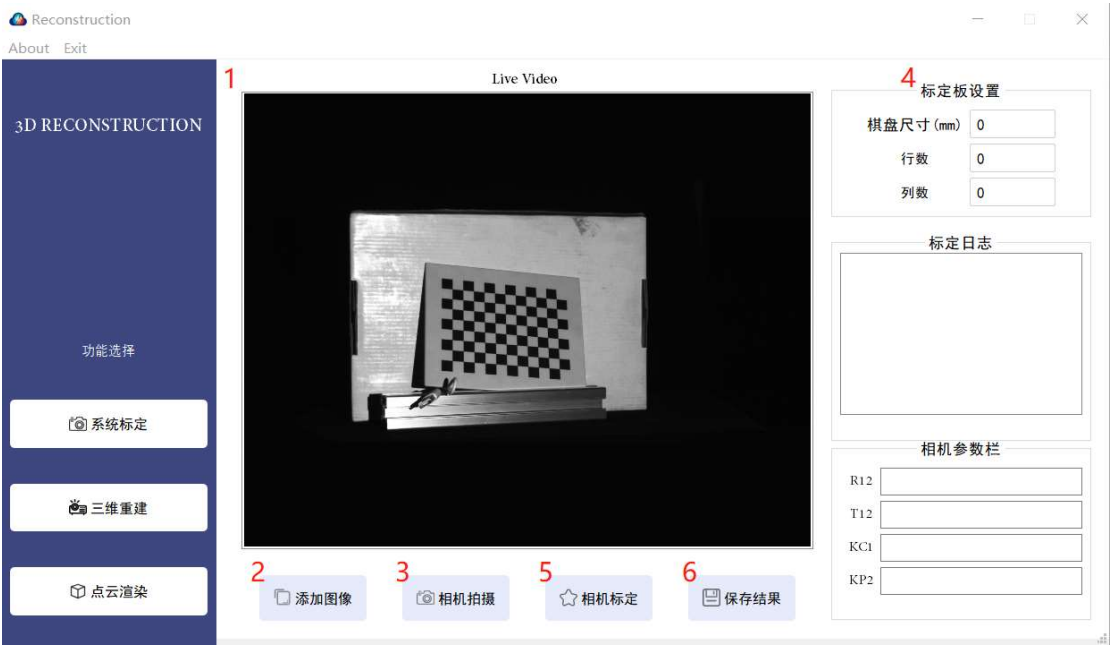 Reconstruction
About Exit
3D RECONSTRUCTION
功能选择
系统标定
三维重建
点云渲染
1
Live Video
2
添加图像
3
相机拍摄
5
相机标定
6
保存结果
4
标定板设置
棋盘尺寸(mm) 0
行数 0
列数 0
标定日志
相机参数栏
R12
T12
KC1
KP2